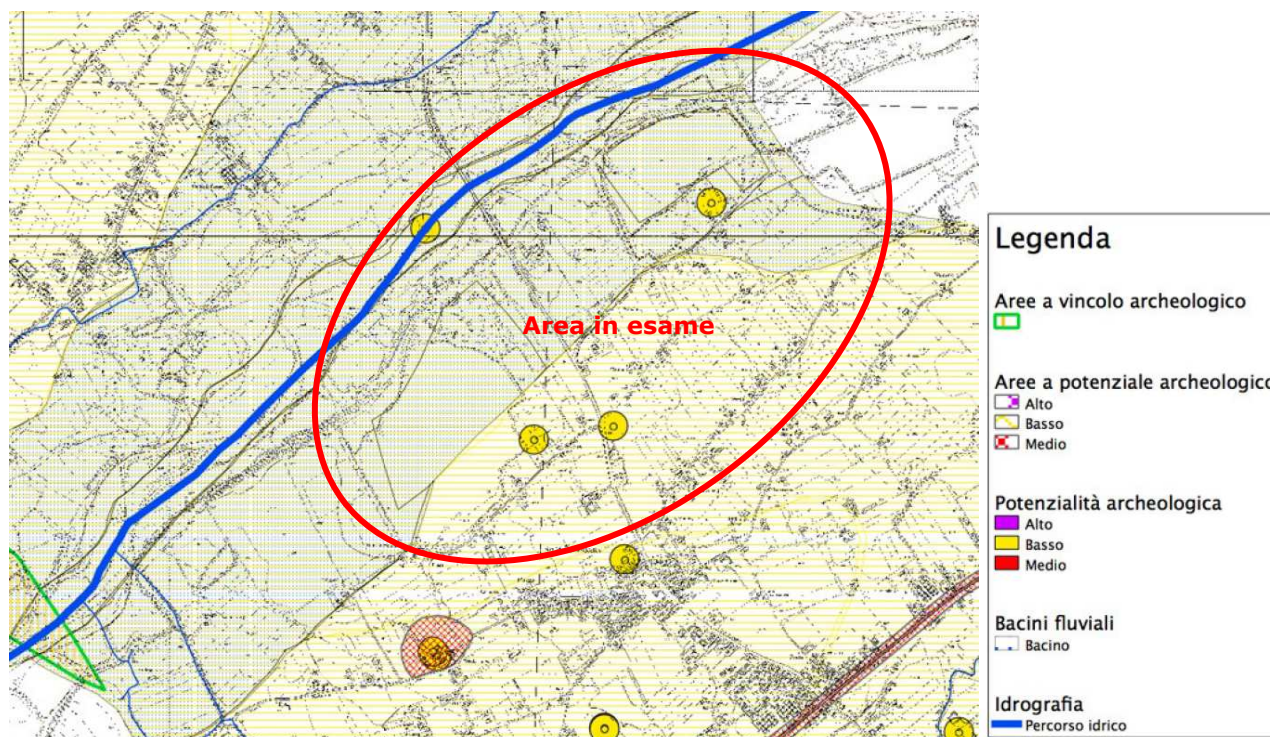 Area in esame
Legenda
Aree a vincolo archeologico
Aree a potenziale archeologico
Alto
Basso
Medio
Potenzialità archeologica
Alto
Basso
Medio
Bacini fluviali
Bacino
Idrografia
Percorso idrico